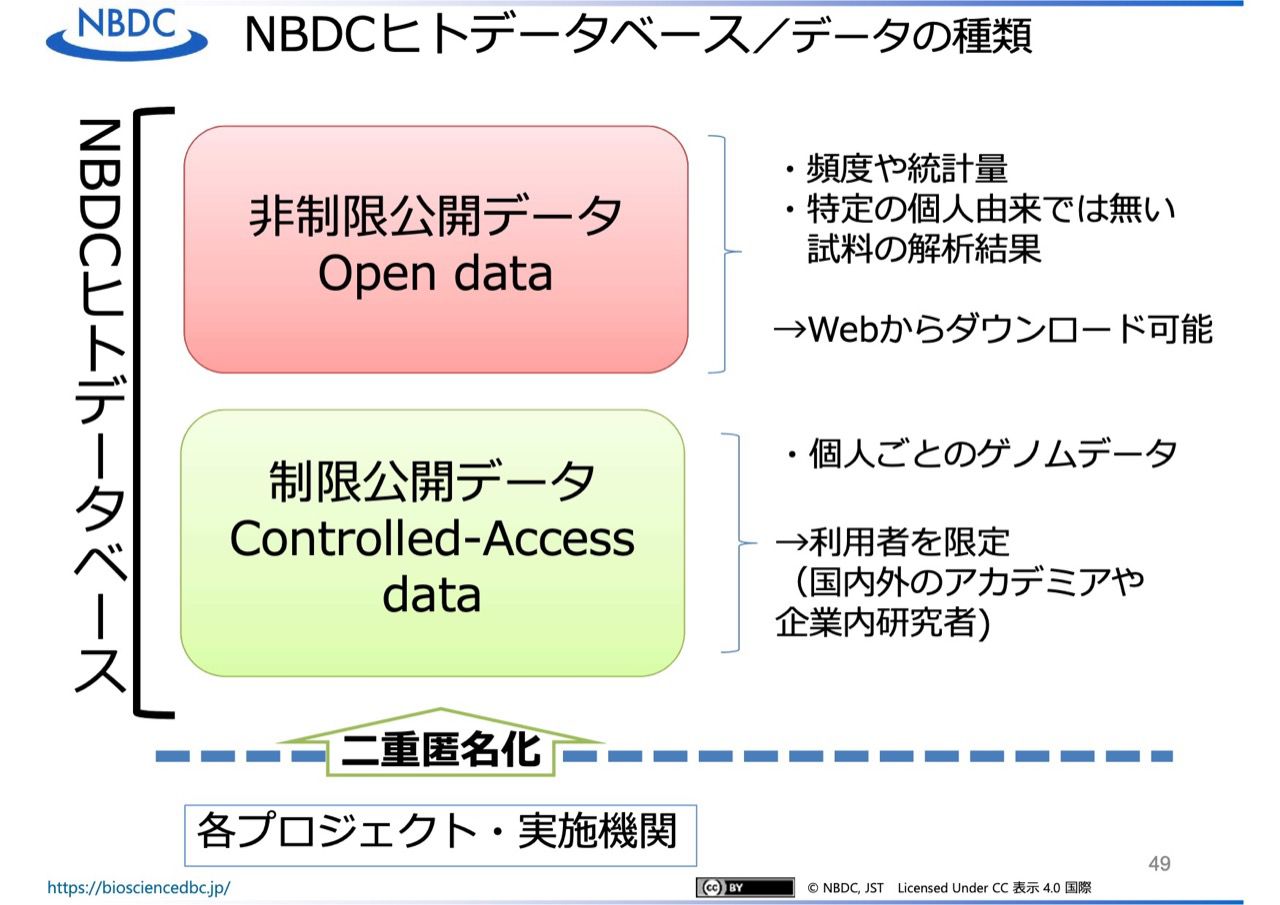 NBDC
NBDCヒトデータベース／データの種類
NBDCヒトデータベース
非制限公開データ
Open data
・頻度や統計量
・特定の個人由来では無い
試料の解析結果
→Webからダウンロード可能
制限公開データ
Controlled-Access
data
・個人ごとのゲノムデータ
→利用者を限定
（国内外のアカデミアや
企業内研究者)
二重匿名化
各プロジェクト・実施機関
49
https://biosciencedbc.jp/
cc BY
© NBDC, JST Licensed Under CC 表示 4.0 国際